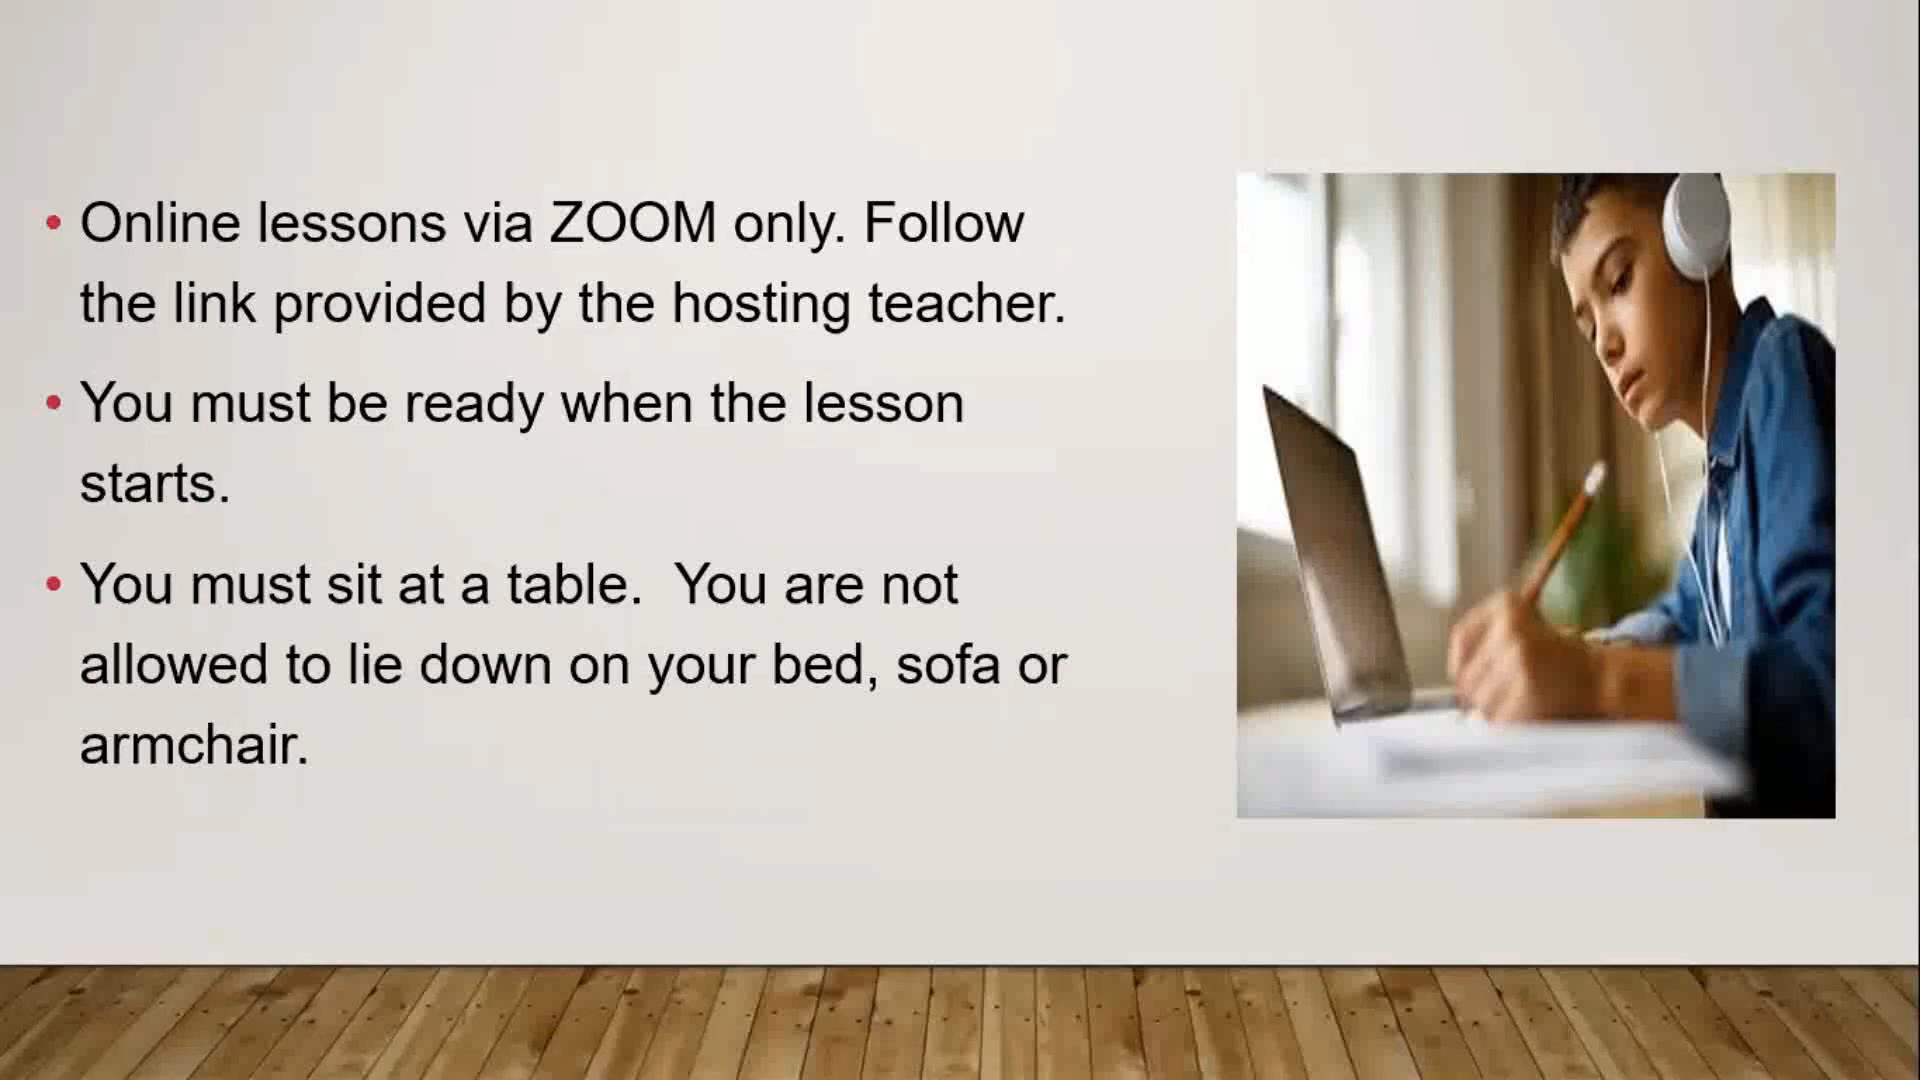 • Online lessons via ZOOM only. Follow
the link provided by the hosting teacher.
• You must be ready when the lesson
starts.
• You must sit at a table.  You are not
allowed to lie down on your bed, sofa or
armchair.